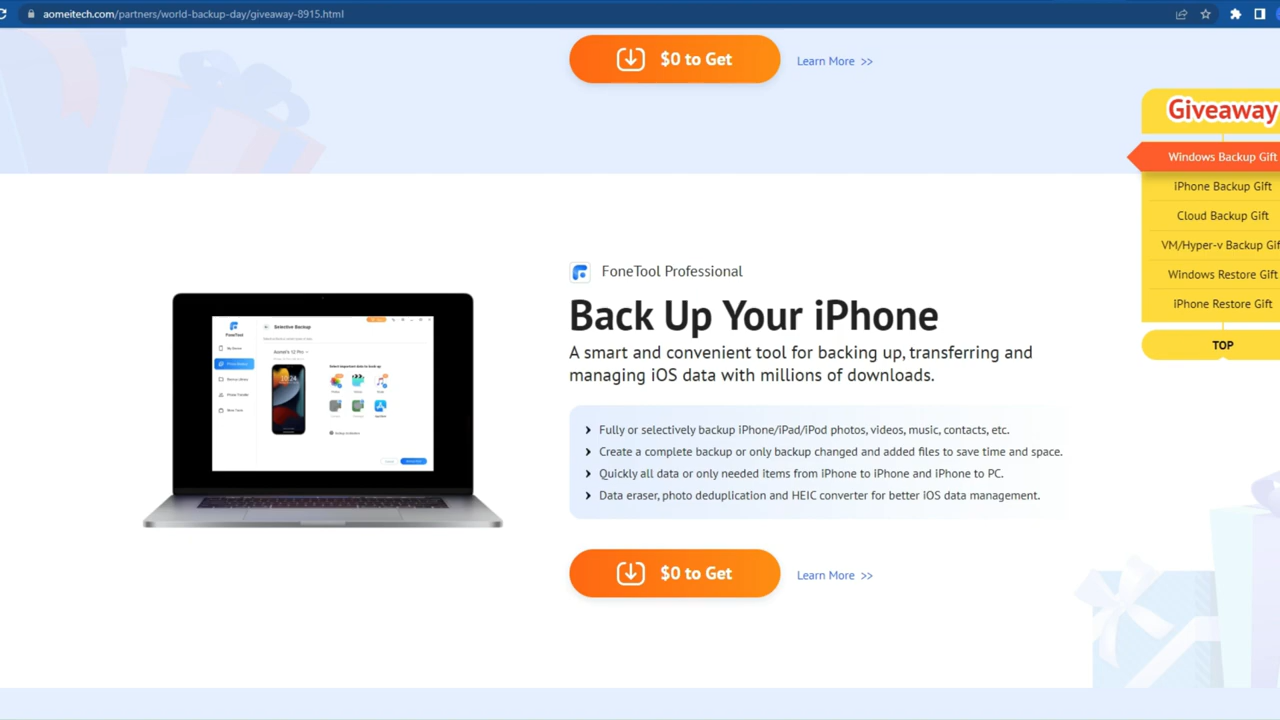 aomeitech.com/partners/world-backup-day/giveaway-8915.html
$0 to Get
Learn More >>
Giveaway
Windows Backup Gift
iPhone Backup GIft
Cloud Backup Gift
VM/Hyper-v Backup Gif
Windows Restore Gift
iPhone Restore Gift
TOP
FoneTool Professional
Back Up Your iPhone
A smart and convenient tool for backing up, transferring and
managing iOS data with millions of downloads.
Fully or selectively backup iPhone/iPad/iPod photos, videos, music, contacts, etc.
Create a complete backup or only backup changed and added files to save time and space.
Quickly all data or only needed items from iPhone to iPhone and iPhone to PC.
Data eraser, photo deduplication and HEIC converter for better iOS data management.
$0 to Get
Learn More >>
FoneTool
Selective Backup
10:24